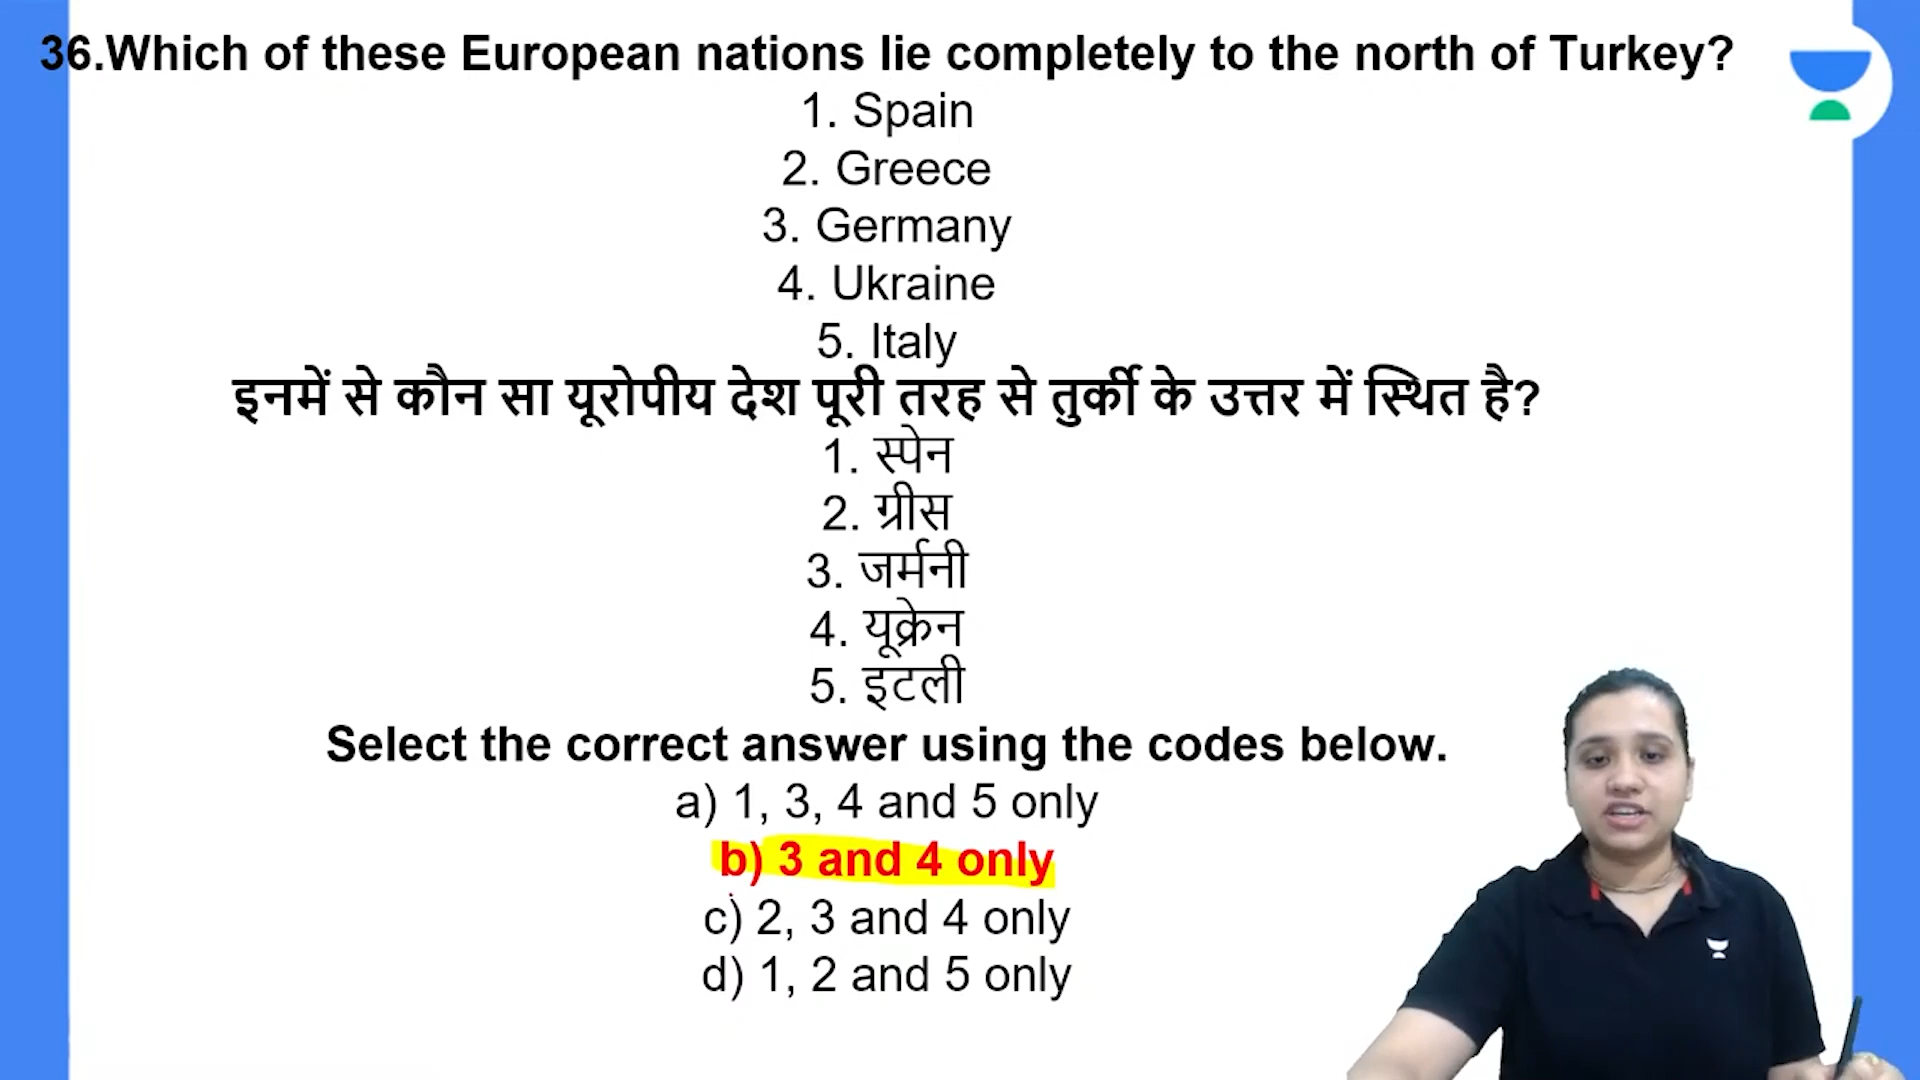 36.Which of these European nations lie completely to the north of Turkey?
1. Spain
2. Greece
3. Germany
4. Ukraine
5. Italy
इनमें से कौन सा यूरोपीय देश पूरी तरह से तुर्की के उत्तर में स्थित है?
1. स्पेन
2. ग्रीस
3. जर्मनी
4. यूक्रेन
5. इटली
Select the correct answer using the codes below.
a) 1, 3, 4 and 5 only
b) 3 and 4 only
c) 2, 3 and 4 only
d) 1, 2 and 5 only